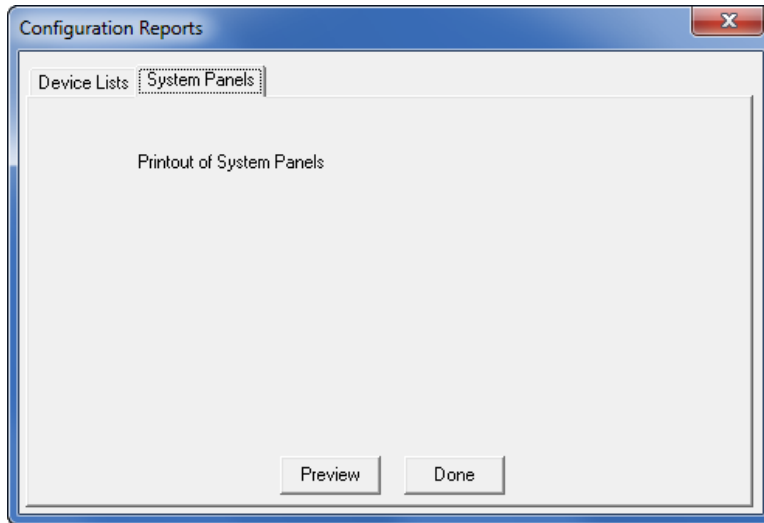 Configuration Reports
Device Lists System Panels
Printout of System Panels
Preview Done